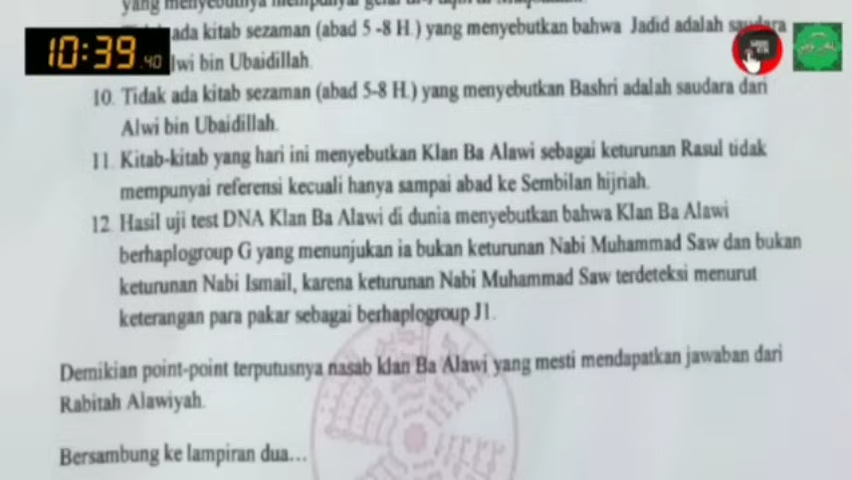 yang menyebutnya mempunyai gelar
ada kitab sezaman (abad 5 -8 H.) yang menyebutkan bahwa Jadid adalah saudara
10:39.40
lwi bin Ubaidillah.
10. Tidak ada kitab sezaman (abad 5-8 H.) yang menyebutkan Bashri adalah saudara dari
Alwi bin Ubaidillah.
11. Kitab-kitab yang hari ini menyebutkan Klan Ba Alawi sebagai keturunan Rasul tidak
mempunyai referensi kecuali hanya sampai abad ke Sembilan hijriah.
12. Hasil uji test DNA Klan Ba Alawi di dunia menyebutkan bahwa Klan Ba Alawi
berhaplogroup G yang menunjukan ia bukan keturunan Nabi Muhammad Saw dan bukan
keturunan Nabi Ismail, karena keturunan Nabi Muhammad Saw terdeteksi menurut
keterangan para pakar sebagai berhaplogroup J1.
Demikian point-point terputusnya nasab klan Ba Alawi yang mesti mendapatkan jawaban dari
Rabitah Alawiyah.
Bersambung ke lampiran dua...